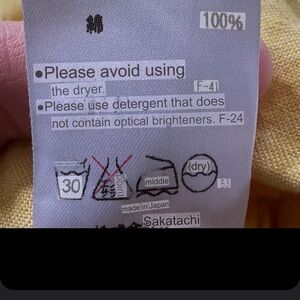 綿 100%
●Please avoid using
the dryer. F-41
●Please use detergent that does
not contain optical brighteners. F-24
30 middle (dry)
made in Japan
Sakatachi